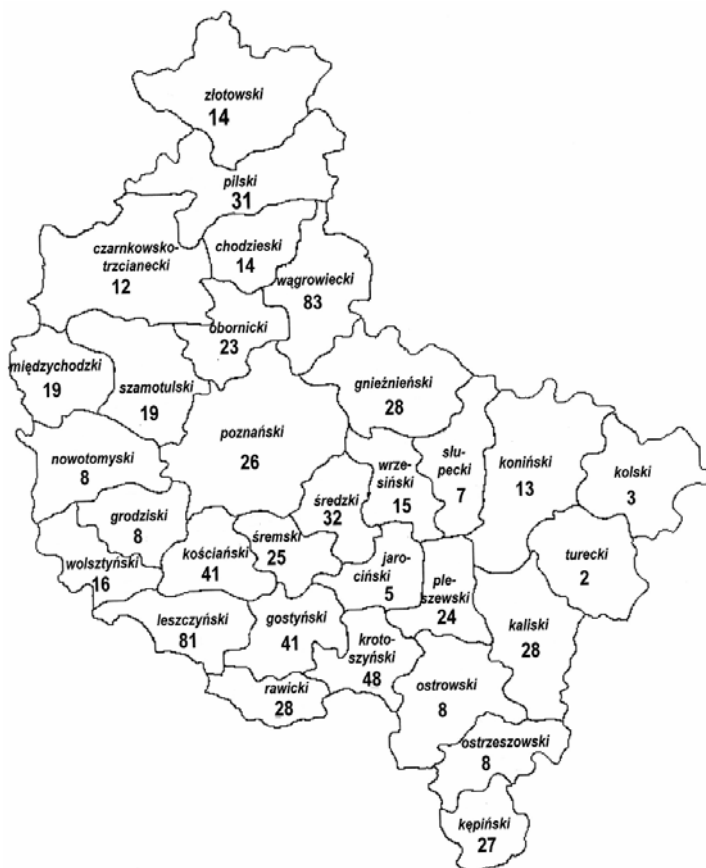 złotowski
14
pilski
31
czarnkowsko-
trzcianecki
12
chodzieski
14
wągrowiecki
83
obornicki
23
międzychodzki
19
szamotulski
19
gnieźnieński
28
poznański
26
nowotomyski
8
wrze-
siński
15
słu-
pecki
7
koniński
13
kolski
3
średzki
32
grodziski
8
kościański
41
śremski
25
wolsztyński
16
jaro-
ciński
5
turecki
2
ple-
szewski
24
leszczyński
81
gostyński
41
kaliski
28
kroto-
szyński
48
rawicki
28
ostrowski
8
ostrzeszowski
8
kępiński
27